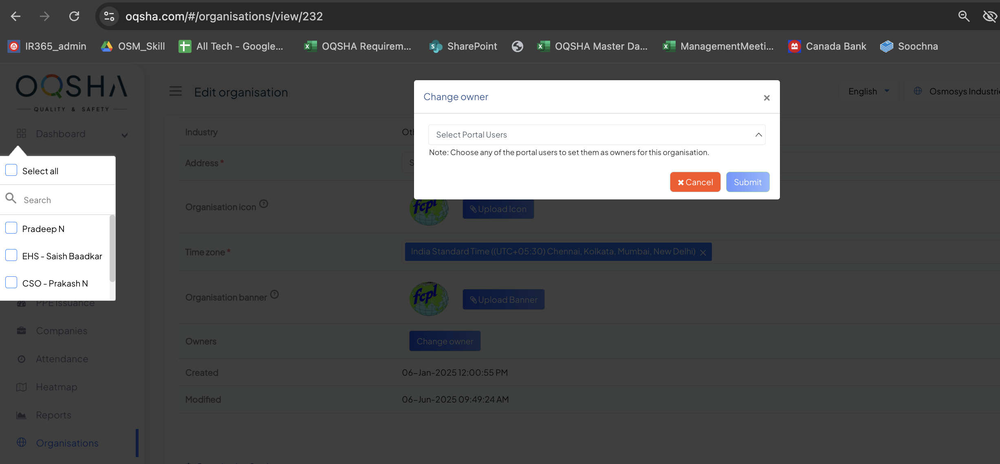 oqsha.com/#/organisations/view/232
IR365_admin
OSM_Skill
All Tech - Google...
OQSHA Requirem...
SharePoint
OQSHA Master Da...
ManagementMeeti...
Canada Bank
Soochna
OQSHA
QUALITY & SAFETY
Edit organisation
English
Dashboard
Select all
Search
Pradeep N
EHS - Saish Baadkar
CSO - Prakash N
PPE Issuance
Companies
Attendance
Heatmap
Reports
Organisations
Change owner
×
Select Portal Users
Note: Choose any of the portal users to set them as owners for this organisation.
Cancel
Submit
Osmosys
Industry
Address *
Organisation icon
fcpl
Upload Icon
Time zone *
India Standard Time ((UTC+05:30) Chennai, Kolkata, Mumbai, New Delhi)
Organisation banner
fcpl
Upload Banner
Owners
Change owner
Created
06-Jan-2025 12:00:55 PM
Modified
06-Jun-2025 09:49:24 AM